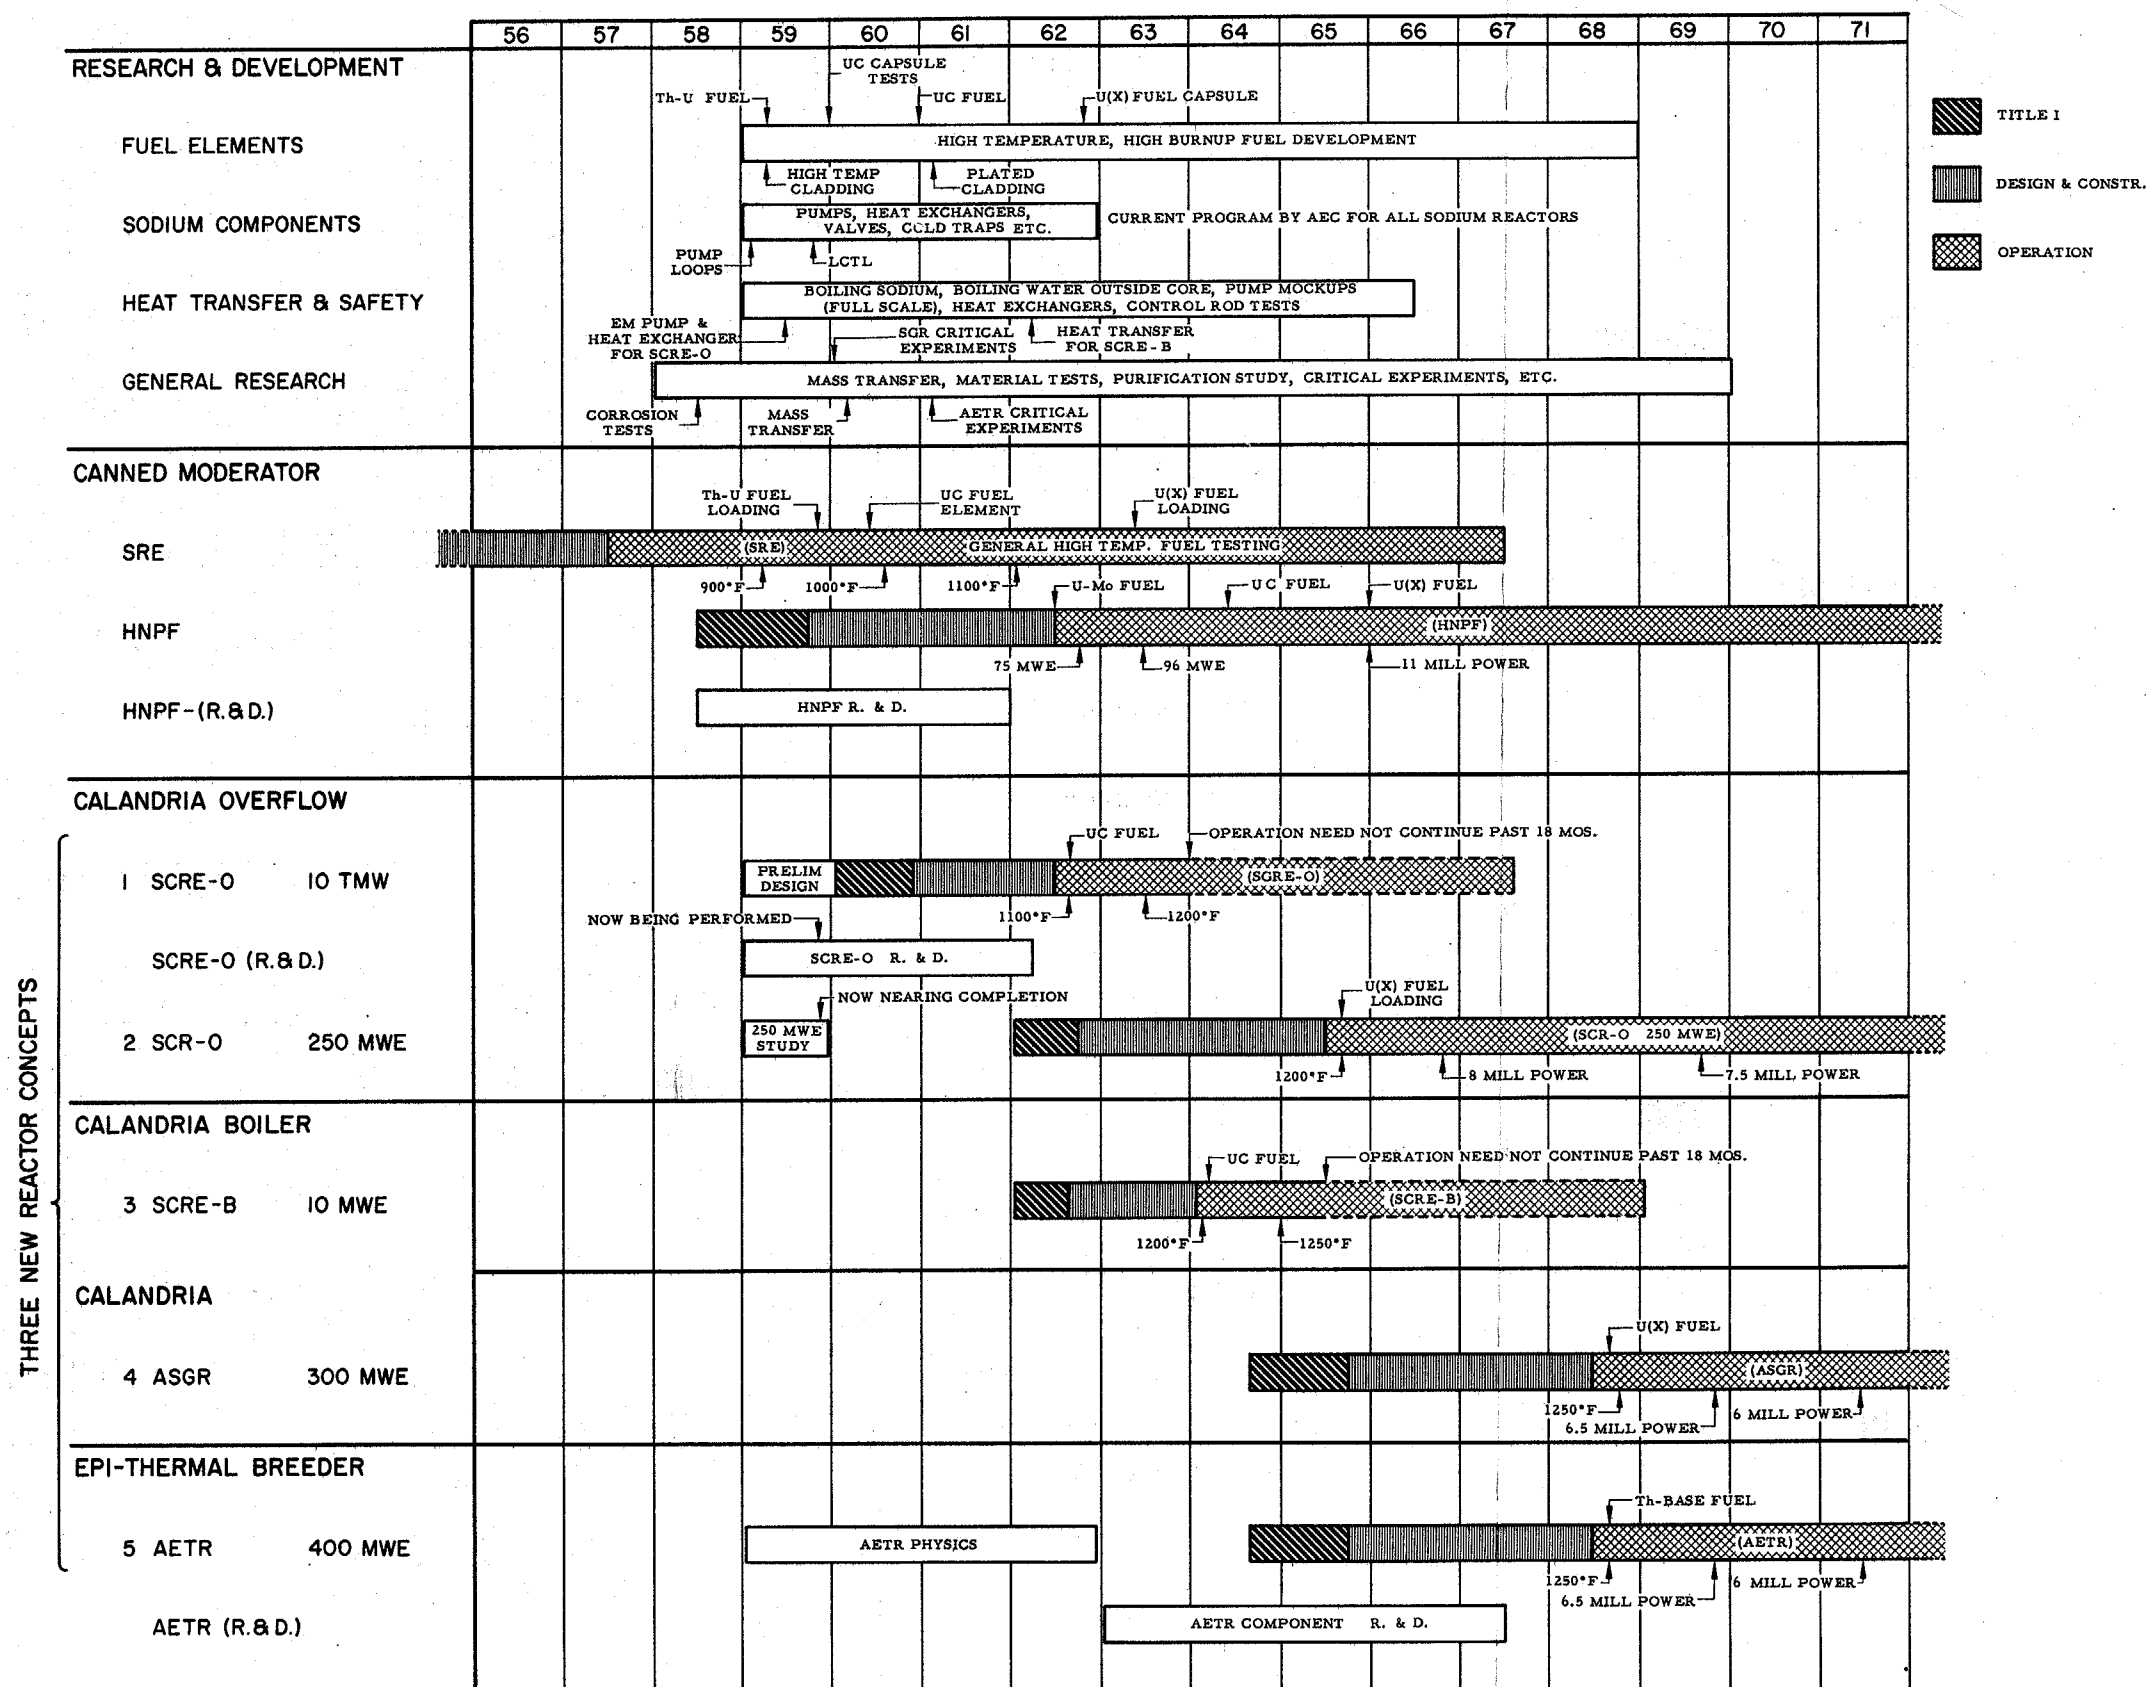 56 57 58 59 60 61 62 63 64 65 66 67 68 69 70 71
RESEARCH & DEVELOPMENT
UC CAPSULE
TESTS
Th-U FUEL
UC FUEL
U(X) FUEL CAPSULE
FUEL ELEMENTS
HIGH TEMPERATURE, HIGH BURNUP FUEL DEVELOPMENT
HIGH TEMP
CLADDING
PLATED
CLADDING
SODIUM COMPONENTS
PUMPS, HEAT EXCHANGERS,
VALVES, COLD TRAPS ETC.
CURRENT PROGRAM BY AEC FOR ALL SODIUM REACTORS
PUMP
LOOPS
LCTL
HEAT TRANSFER & SAFETY
BOILING SODIUM, BOILING WATER OUTSIDE CORE, PUMP MOCKUPS
(FULL SCALE), HEAT EXCHANGERS, CONTROL ROD TESTS
EM PUMP &
HEAT EXCHANGER
FOR SCRE-O
SGR CRITICAL
EXPERIMENTS
HEAT TRANSFER
FOR SCRE-B
GENERAL RESEARCH
MASS TRANSFER, MATERIAL TESTS, PURIFICATION STUDY, CRITICAL EXPERIMENTS, ETC.
CORROSION
TESTS
MASS
TRANSFER
AETR CRITICAL
EXPERIMENTS
TITLE I
DESIGN & CONSTR.
OPERATION
CANNED MODERATOR
Th-U FUEL
LOADING
UC FUEL
ELEMENT
U(X) FUEL
LOADING
SRE
(SRE)
GENERAL HIGH TEMP. FUEL TESTING
900°F
1000°F
1100°F
U-Mo FUEL
UC FUEL
U(X) FUEL
HNPF
(HNPF)
75 MWE
96 MWE
11 MILL POWER
HNPF-(R.&D.)
HNPF R. & D.
THREE NEW REACTOR CONCEPTS
CALANDRIA OVERFLOW
UC FUEL
OPERATION NEED NOT CONTINUE PAST 18 MOS.
1 SCRE-O 10 TMW
PRELIM
DESIGN
(SGRE-O)
1100°F
1200°F
NOW BEING PERFORMED
SCRE-O (R.&D.)
SCRE-O R. & D.
NOW NEARING COMPLETION
U(X) FUEL
LOADING
2 SCR-O 250 MWE
250 MWE
STUDY
(SCR-O 250 MWE)
1200°F
8 MILL POWER
7.5 MILL POWER
CALANDRIA BOILER
UC FUEL
OPERATION NEED NOT CONTINUE PAST 18 MOS.
3 SCRE-B 10 MWE
(SCRE-B)
1200°F
1250°F
CALANDRIA
U(X) FUEL
4 ASGR 300 MWE
(ASGR)
1250°F
6.5 MILL POWER
6 MILL POWER
EPI-THERMAL BREEDER
Th-BASE FUEL
5 AETR 400 MWE
AETR PHYSICS
(AETR)
1250°F
6.5 MILL POWER
6 MILL POWER
AETR (R.&D.)
AETR COMPONENT R. & D.